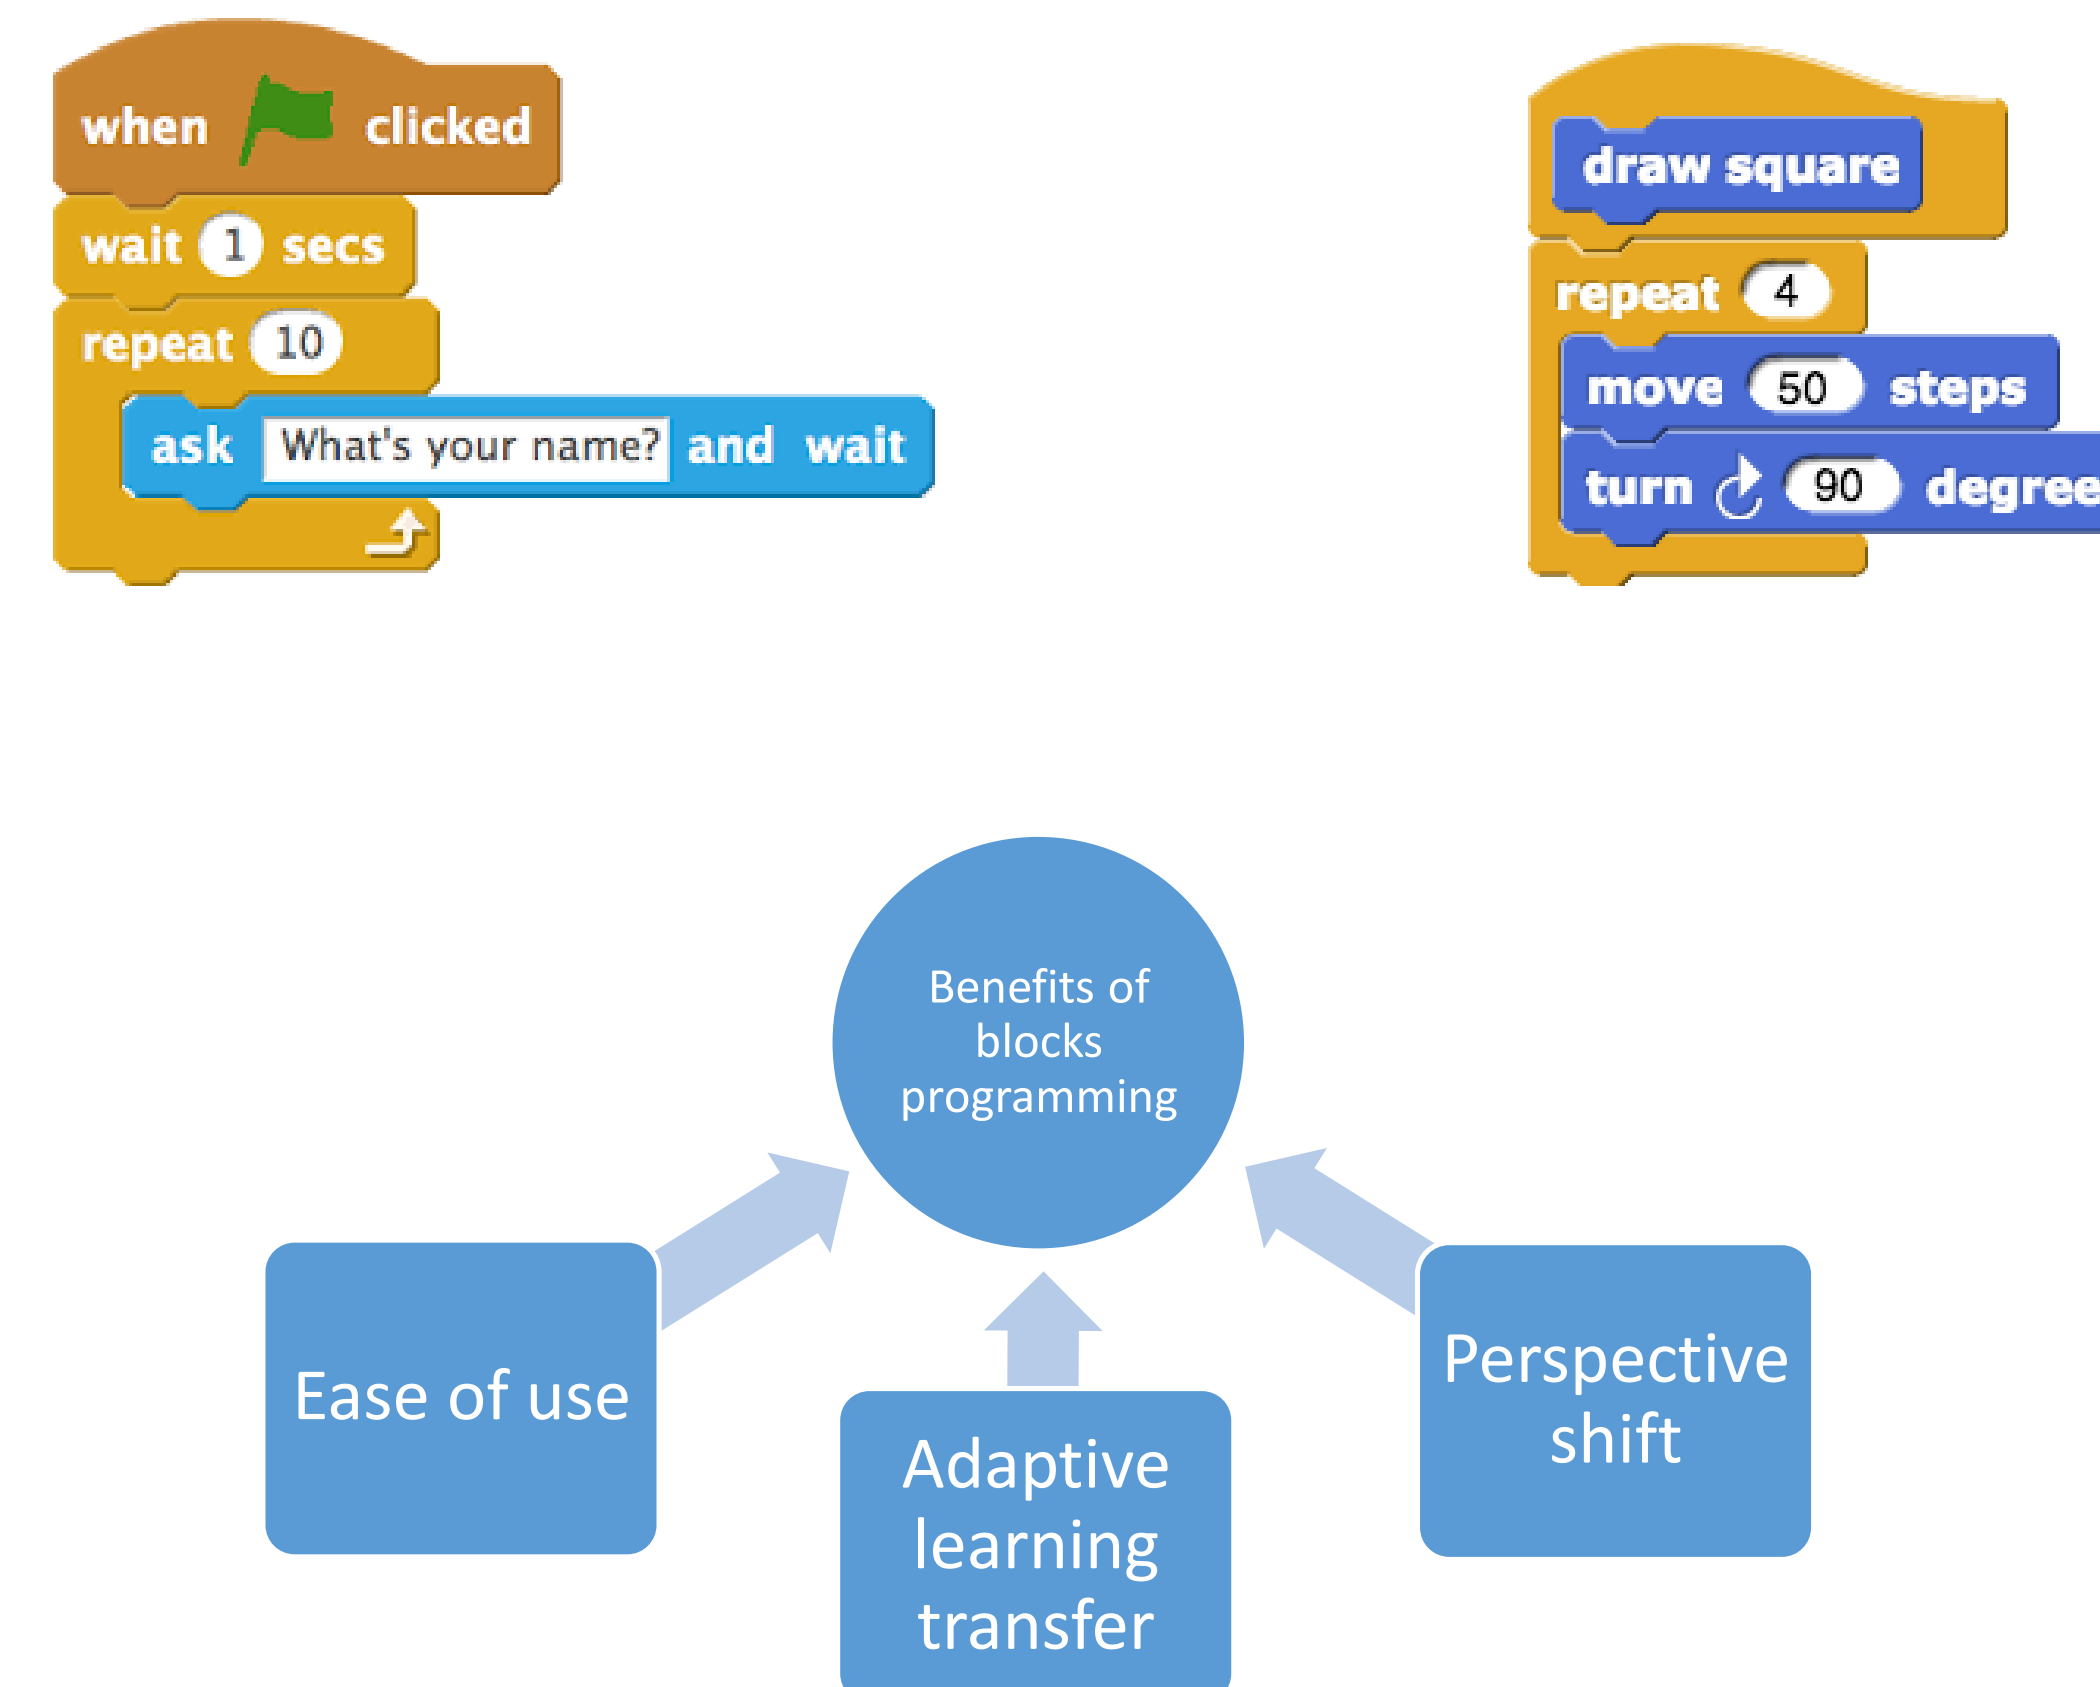 when clicked
wait 1 secs
repeat 10
ask What's your name? and wait
draw square
repeat 4
move 50 steps
turn 90 degree
Benefits of
blocks
programming
Ease of use
Adaptive
learning
transfer
Perspective
shift